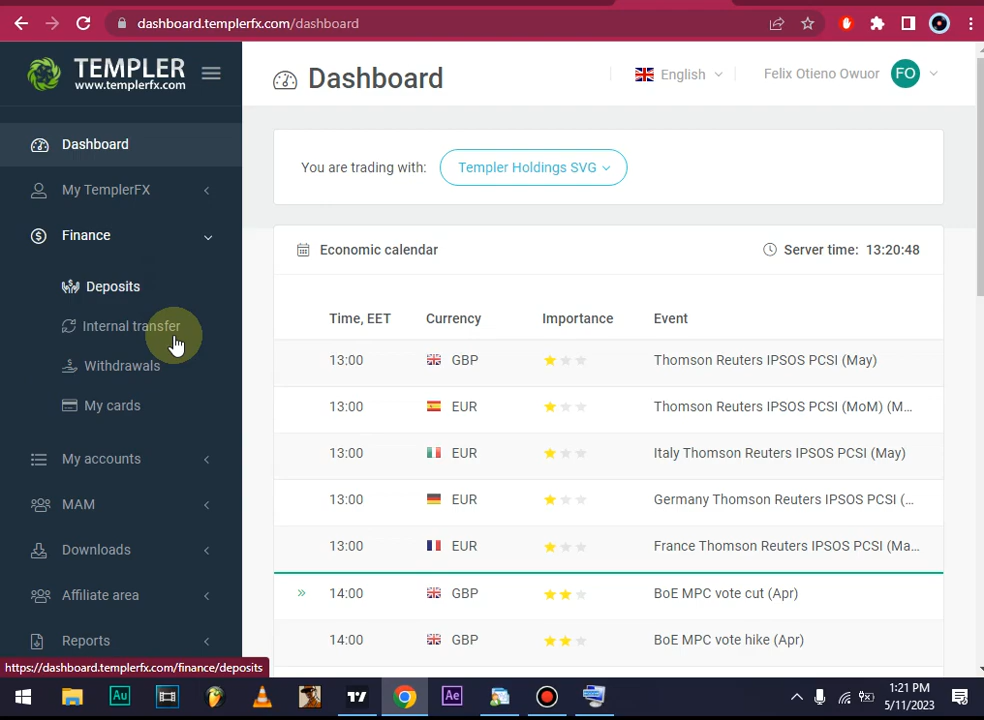 dashboard.templerfx.com/dashboard
TEMPLER
www.templerfx.com
Dashboard
English
Felix Otieno Owuor
FO
Dashboard
My TemplerFX
Finance
Deposits
Internal transfer
Withdrawals
My cards
My accounts
MAM
Downloads
Affiliate area
Reports
You are trading with:
Templer Holdings SVG
Economic calendar
Server time: 13:20:48
Time, EET Currency Importance Event
13:00 GBP Thomson Reuters IPSOS PCSI (May)
13:00 EUR Thomson Reuters IPSOS PCSI (MoM) (M...
13:00 EUR Italy Thomson Reuters IPSOS PCSI (May)
13:00 EUR Germany Thomson Reuters IPSOS PCSI (...
13:00 EUR France Thomson Reuters IPSOS PCSI (Ma...
» 14:00 GBP BoE MPC vote cut (Apr)
14:00 GBP BoE MPC vote hike (Apr)
https://dashboard.templerfx.com/finance/deposits
Au
Ae
1:21 PM
5/11/2023